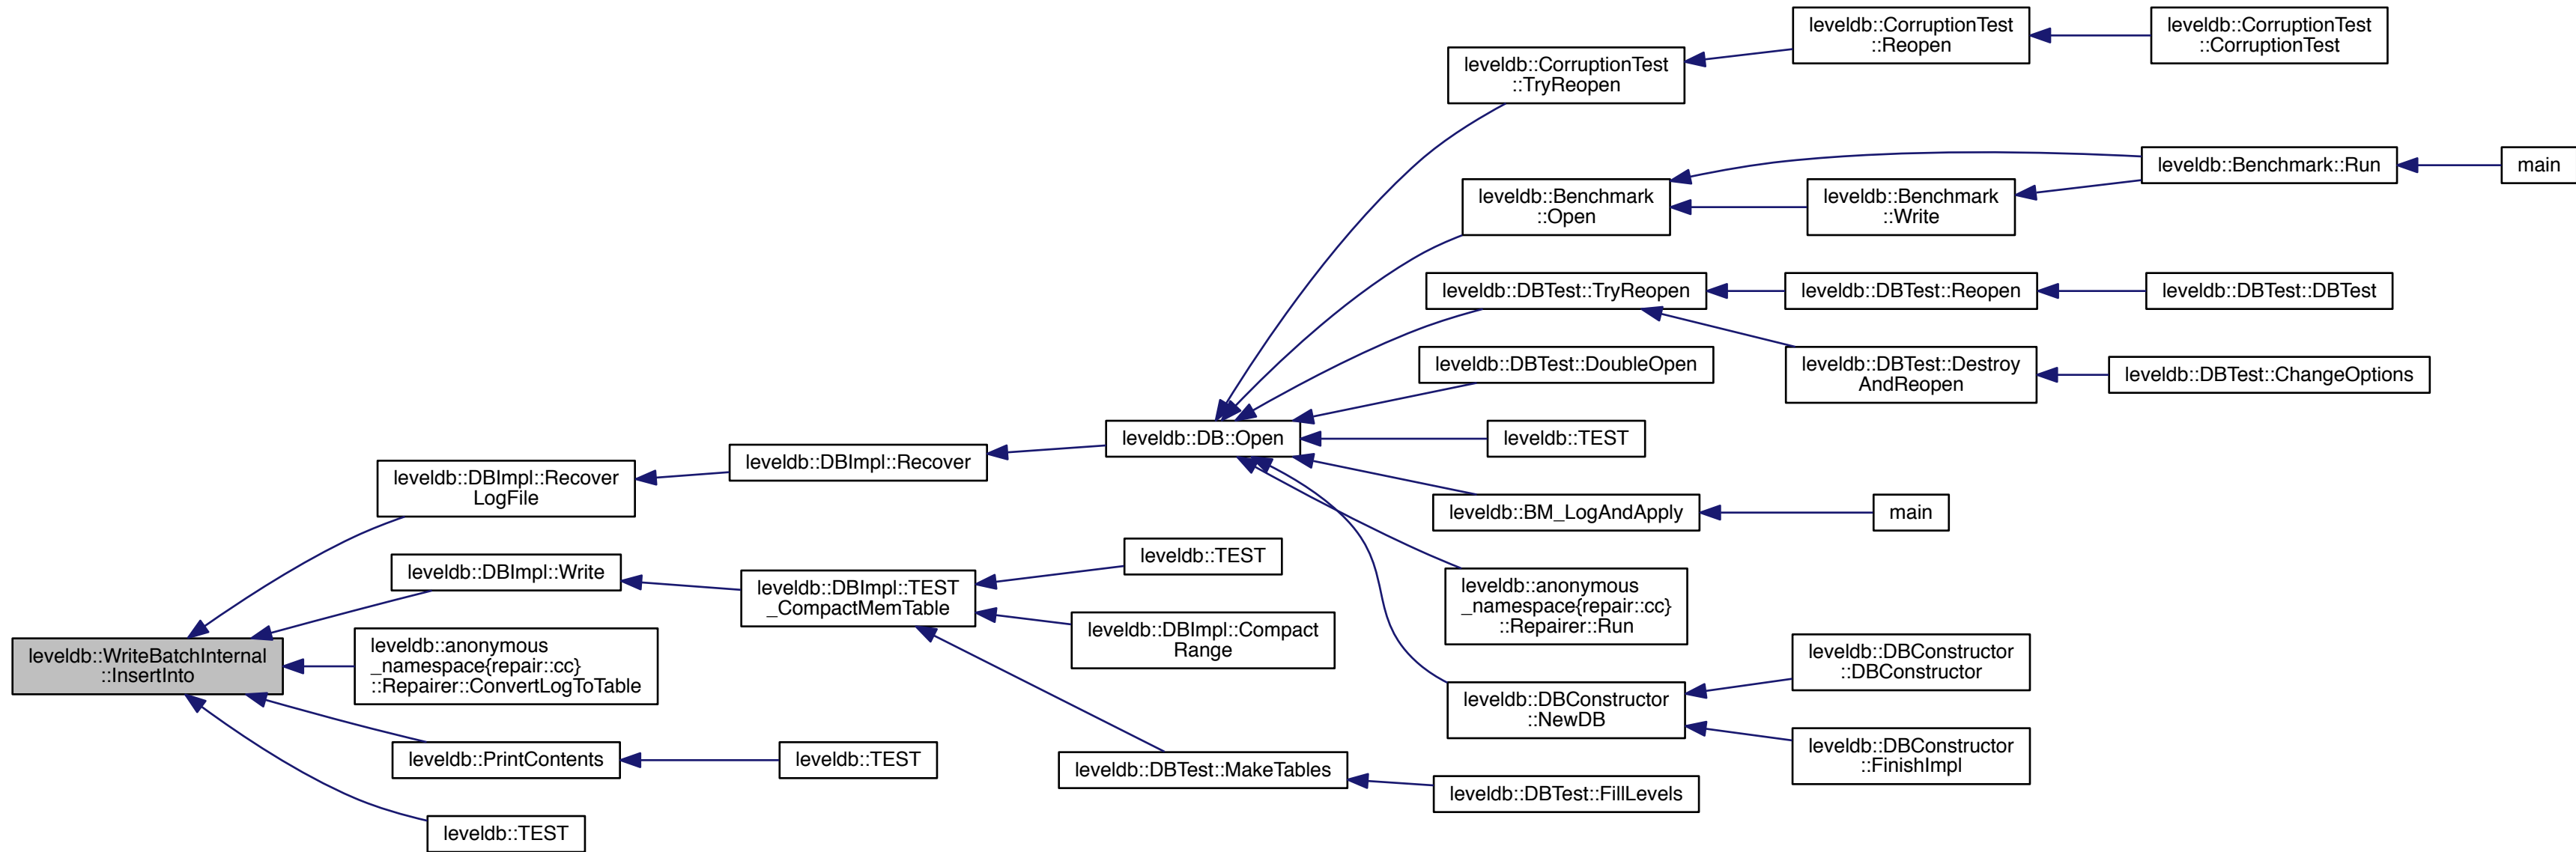 leveldb::CorruptionTest
::Reopen
leveldb::CorruptionTest
::CorruptionTest
leveldb::CorruptionTest
::TryReopen
leveldb::Benchmark::Run
main
leveldb::Benchmark
::Open
leveldb::Benchmark
::Write
leveldb::DBTest::TryReopen
leveldb::DBTest::Reopen
leveldb::DBTest::DBTest
leveldb::DBTest::DoubleOpen
leveldb::DBTest::Destroy
AndReopen
leveldb::DBTest::ChangeOptions
leveldb::DB::Open
leveldb::TEST
leveldb::DBImpl::Recover
LogFile
leveldb::DBImpl::Recover
leveldb::BM_LogAndApply
main
leveldb::DBImpl::Write
leveldb::DBImpl::TEST
_CompactMemTable
leveldb::TEST
leveldb::DBImpl::Compact
Range
leveldb::anonymous
_namespace{repair::cc}
::Repairer::Run
leveldb::WriteBatchInternal
::InsertInto
leveldb::anonymous
_namespace{repair::cc}
::Repairer::ConvertLogToTable
leveldb::DBConstructor
::NewDB
leveldb::DBConstructor
::DBConstructor
leveldb::DBConstructor
::FinishImpl
leveldb::PrintContents
leveldb::TEST
leveldb::DBTest::MakeTables
leveldb::DBTest::FillLevels
leveldb::TEST